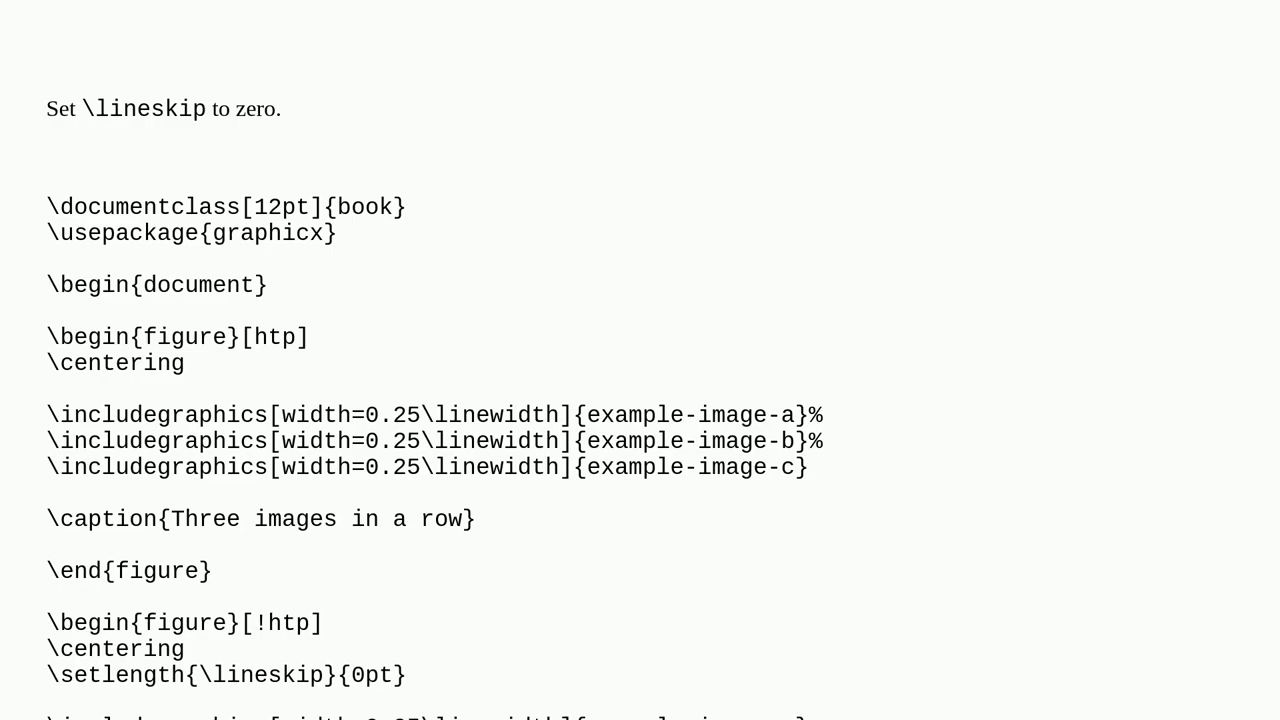 Set \lineskip to zero.
\documentclass[12pt]{book}
\usepackage{graphicx}
\begin{document}
\begin{figure}[htp]
\centering
\includegraphics[width=0.25\linewidth]{example-image-a}%
\includegraphics[width=0.25\linewidth]{example-image-b}%
\includegraphics[width=0.25\linewidth]{example-image-c}
\caption{Three images in a row}
\end{figure}
\begin{figure}[!htp]
\centering
\setlength{\lineskip}{0pt}